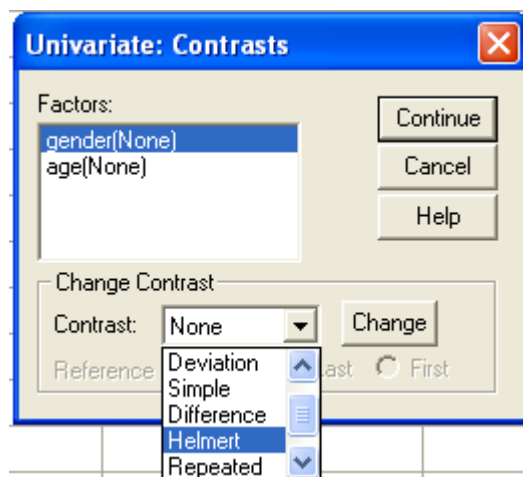 Univariate: Contrasts
Factors:
gender(None)
age(None)
Continue
Cancel
Help
Change Contrast
Contrast: None Change
Deviation
Simple
Difference
Helmert
Repeated
Reference ast First